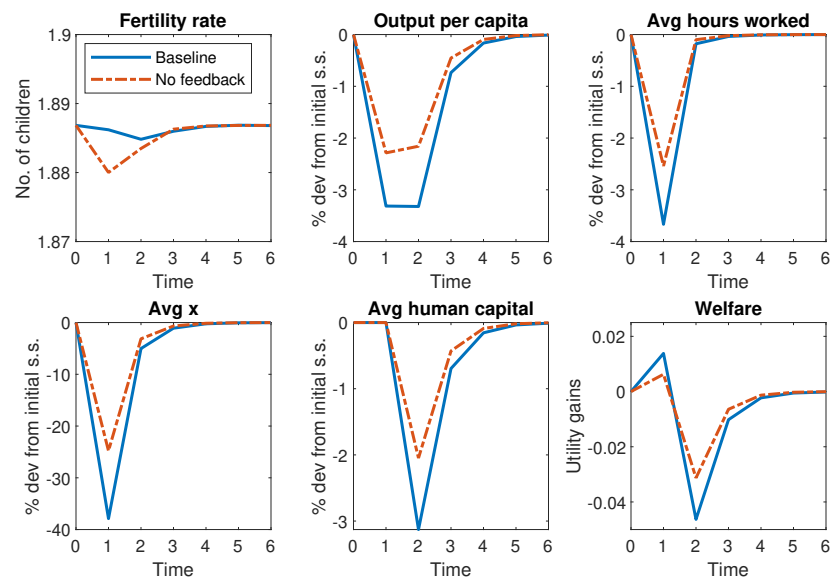 Fertility rate
1.9
1.89
1.88
1.87
No. of children
Baseline
No feedback
0 1 2 3 4 5 6
Time
Output per capita
0
-1
-2
-3
-4
% dev from initial s.s.
0 1 2 3 4 5 6
Time
Avg hours worked
0
-1
-2
-3
-4
% dev from initial s.s.
0 1 2 3 4 5 6
Time
Avg x
0
-10
-20
-30
-40
% dev from initial s.s.
0 1 2 3 4 5 6
Time
Avg human capital
0
-1
-2
-3
% dev from initial s.s.
0 1 2 3 4 5 6
Time
Welfare
0.02
0
-0.02
-0.04
Utility gains
0 1 2 3 4 5 6
Time